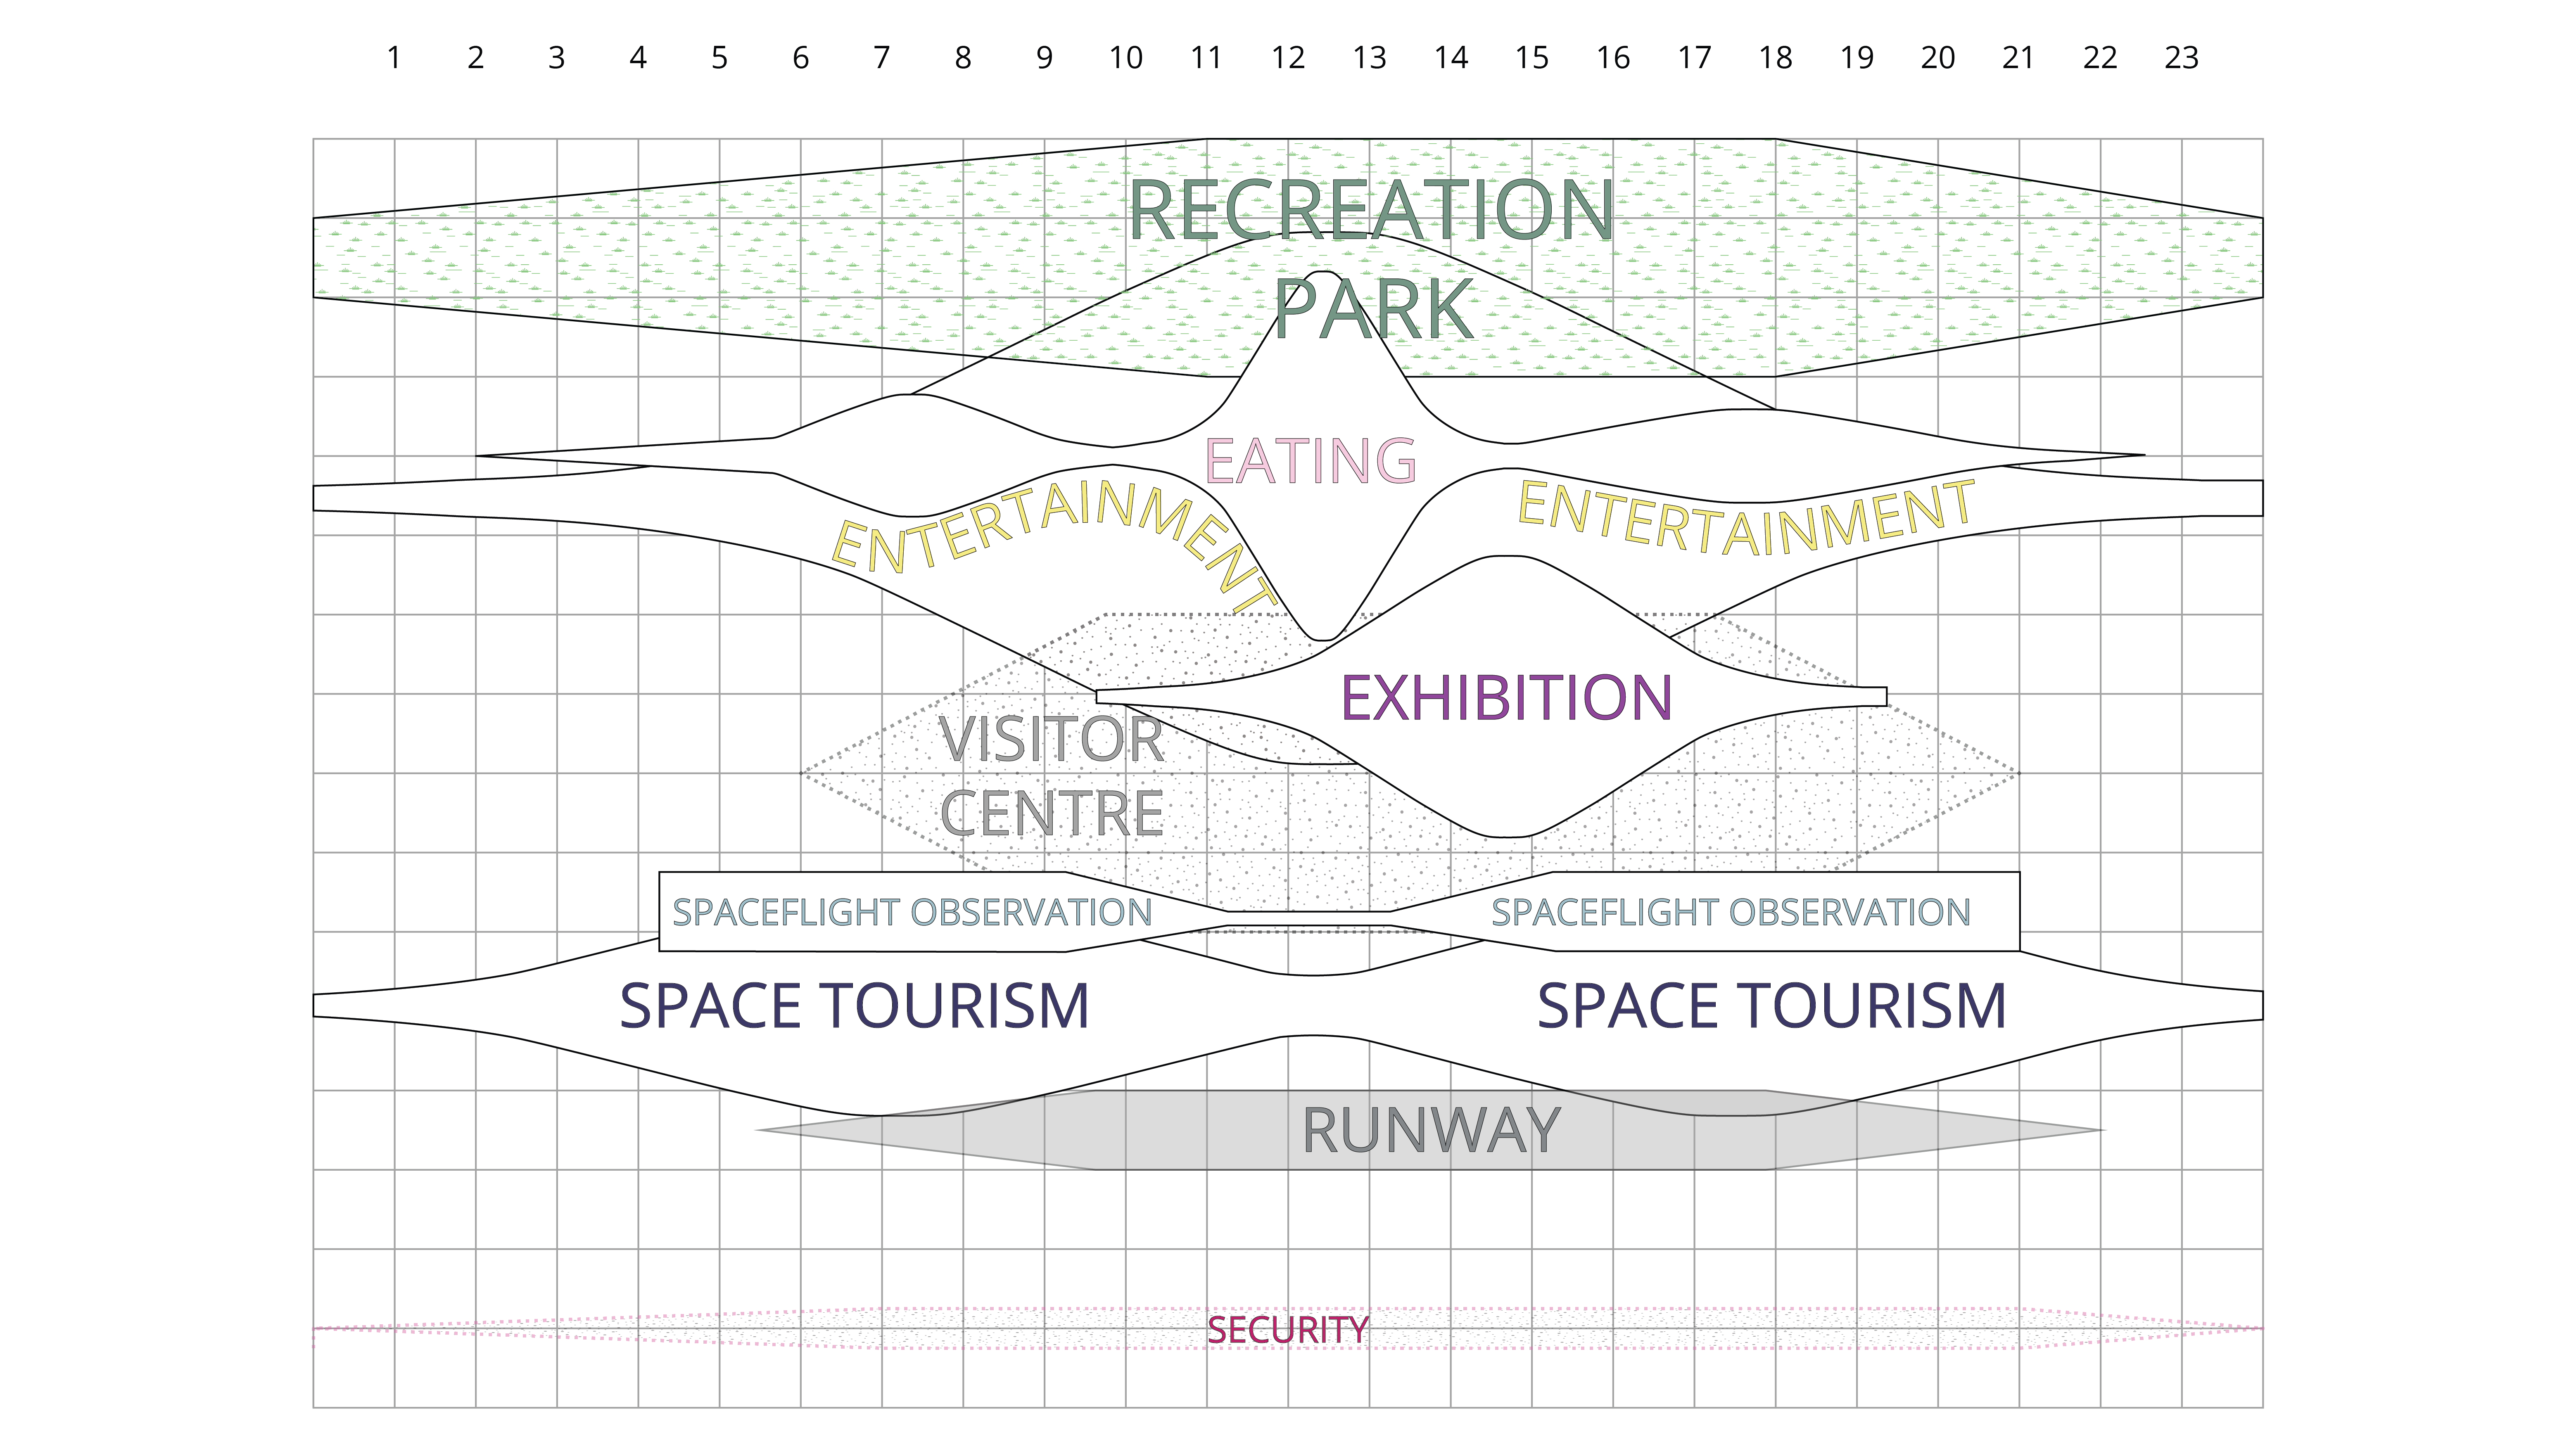 1 2 3 4 5 6 7 8 9 10 11 12 13 14 15 16 17 18 19 20 21 22 23
RECREATION
PARK
EATING
ENTERTAINMENT ENTERTAINMENT
EXHIBITION
VISITOR
CENTRE
SPACEFLIGHT OBSERVATION SPACEFLIGHT OBSERVATION
SPACE TOURISM SPACE TOURISM
RUNWAY
SECURITY